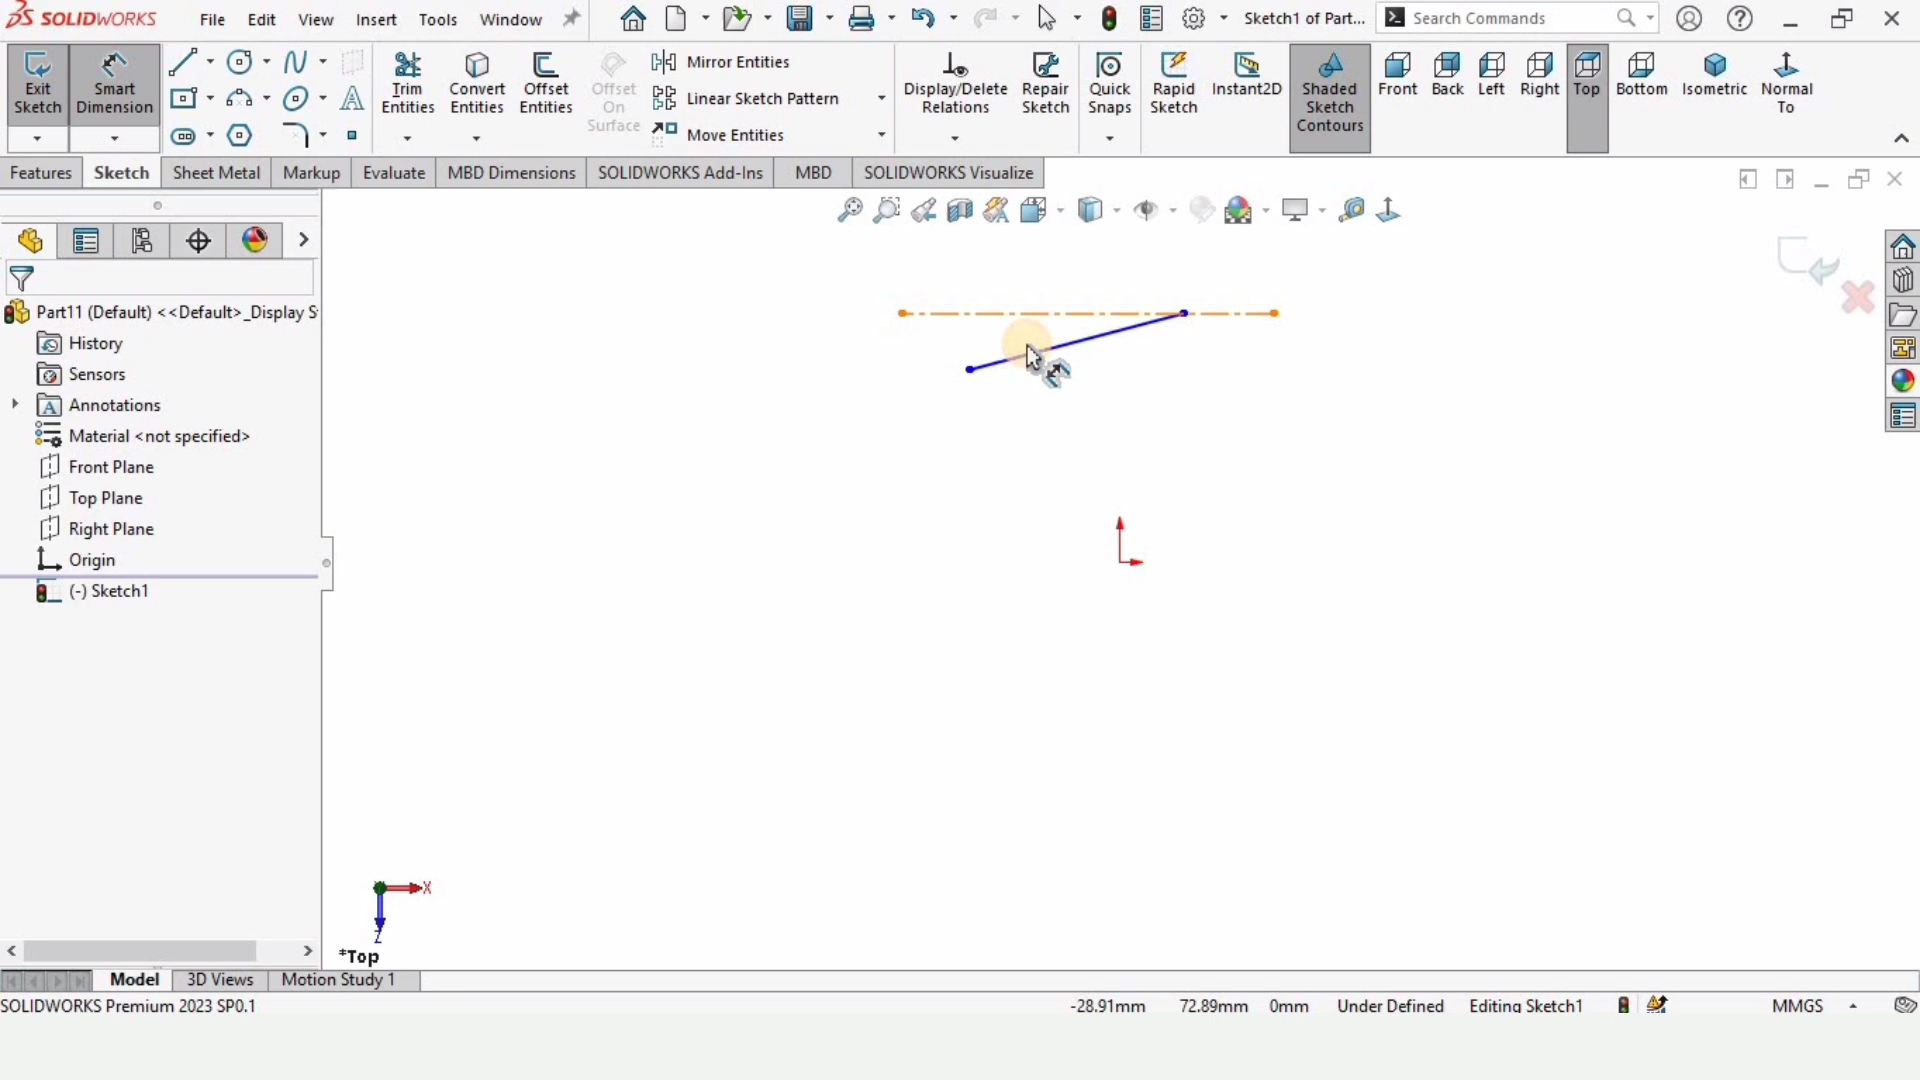 SOLIDWORKS File Edit View Insert Tools Window Sketch1 of Part... Search Commands
Exit Sketch
Smart Dimension
Trim Entities
Convert Entities
Offset Entities
Offset On Surface
Mirror Entities
Linear Sketch Pattern
Move Entities
Display/Delete Relations
Repair Sketch
Quick Snaps
Rapid Sketch
Instant2D
Shaded Sketch Contours
Front Back Left Right Top Bottom Isometric
Normal To
Features Sketch Sheet Metal Markup Evaluate MBD Dimensions SOLIDWORKS Add-Ins MBD SOLIDWORKS Visualize
Part11 (Default) <<Default>_Display S
History
Sensors
Annotations
Material <not specified>
Front Plane
Top Plane
Right Plane
Origin
(-) Sketch1
X
Z
*Top
Model 3D Views Motion Study 1
SOLIDWORKS Premium 2023 SP0.1 -28.91mm 72.89mm 0mm Under Defined Editing Sketch1 MMGS